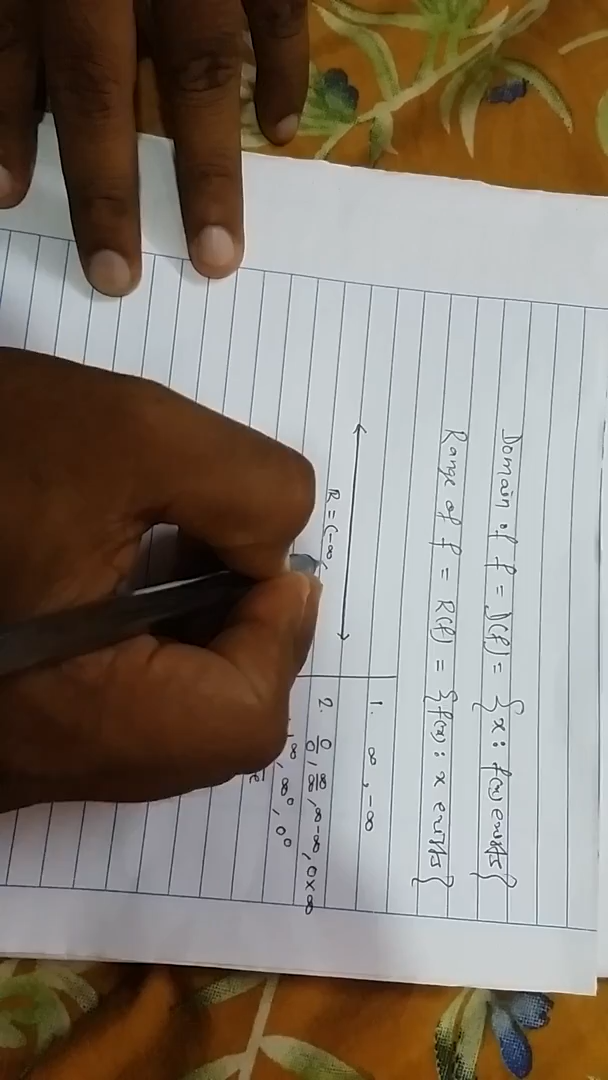 Domain of f = D(f) = {x : f(x) exists}
Range of f = R(f) = {f(x) : x exists}
R = (-∞,
1. ∞, -∞
2. 0/0, ∞/∞, ∞-∞, 0×∞
∞, ∞⁰, 0⁰